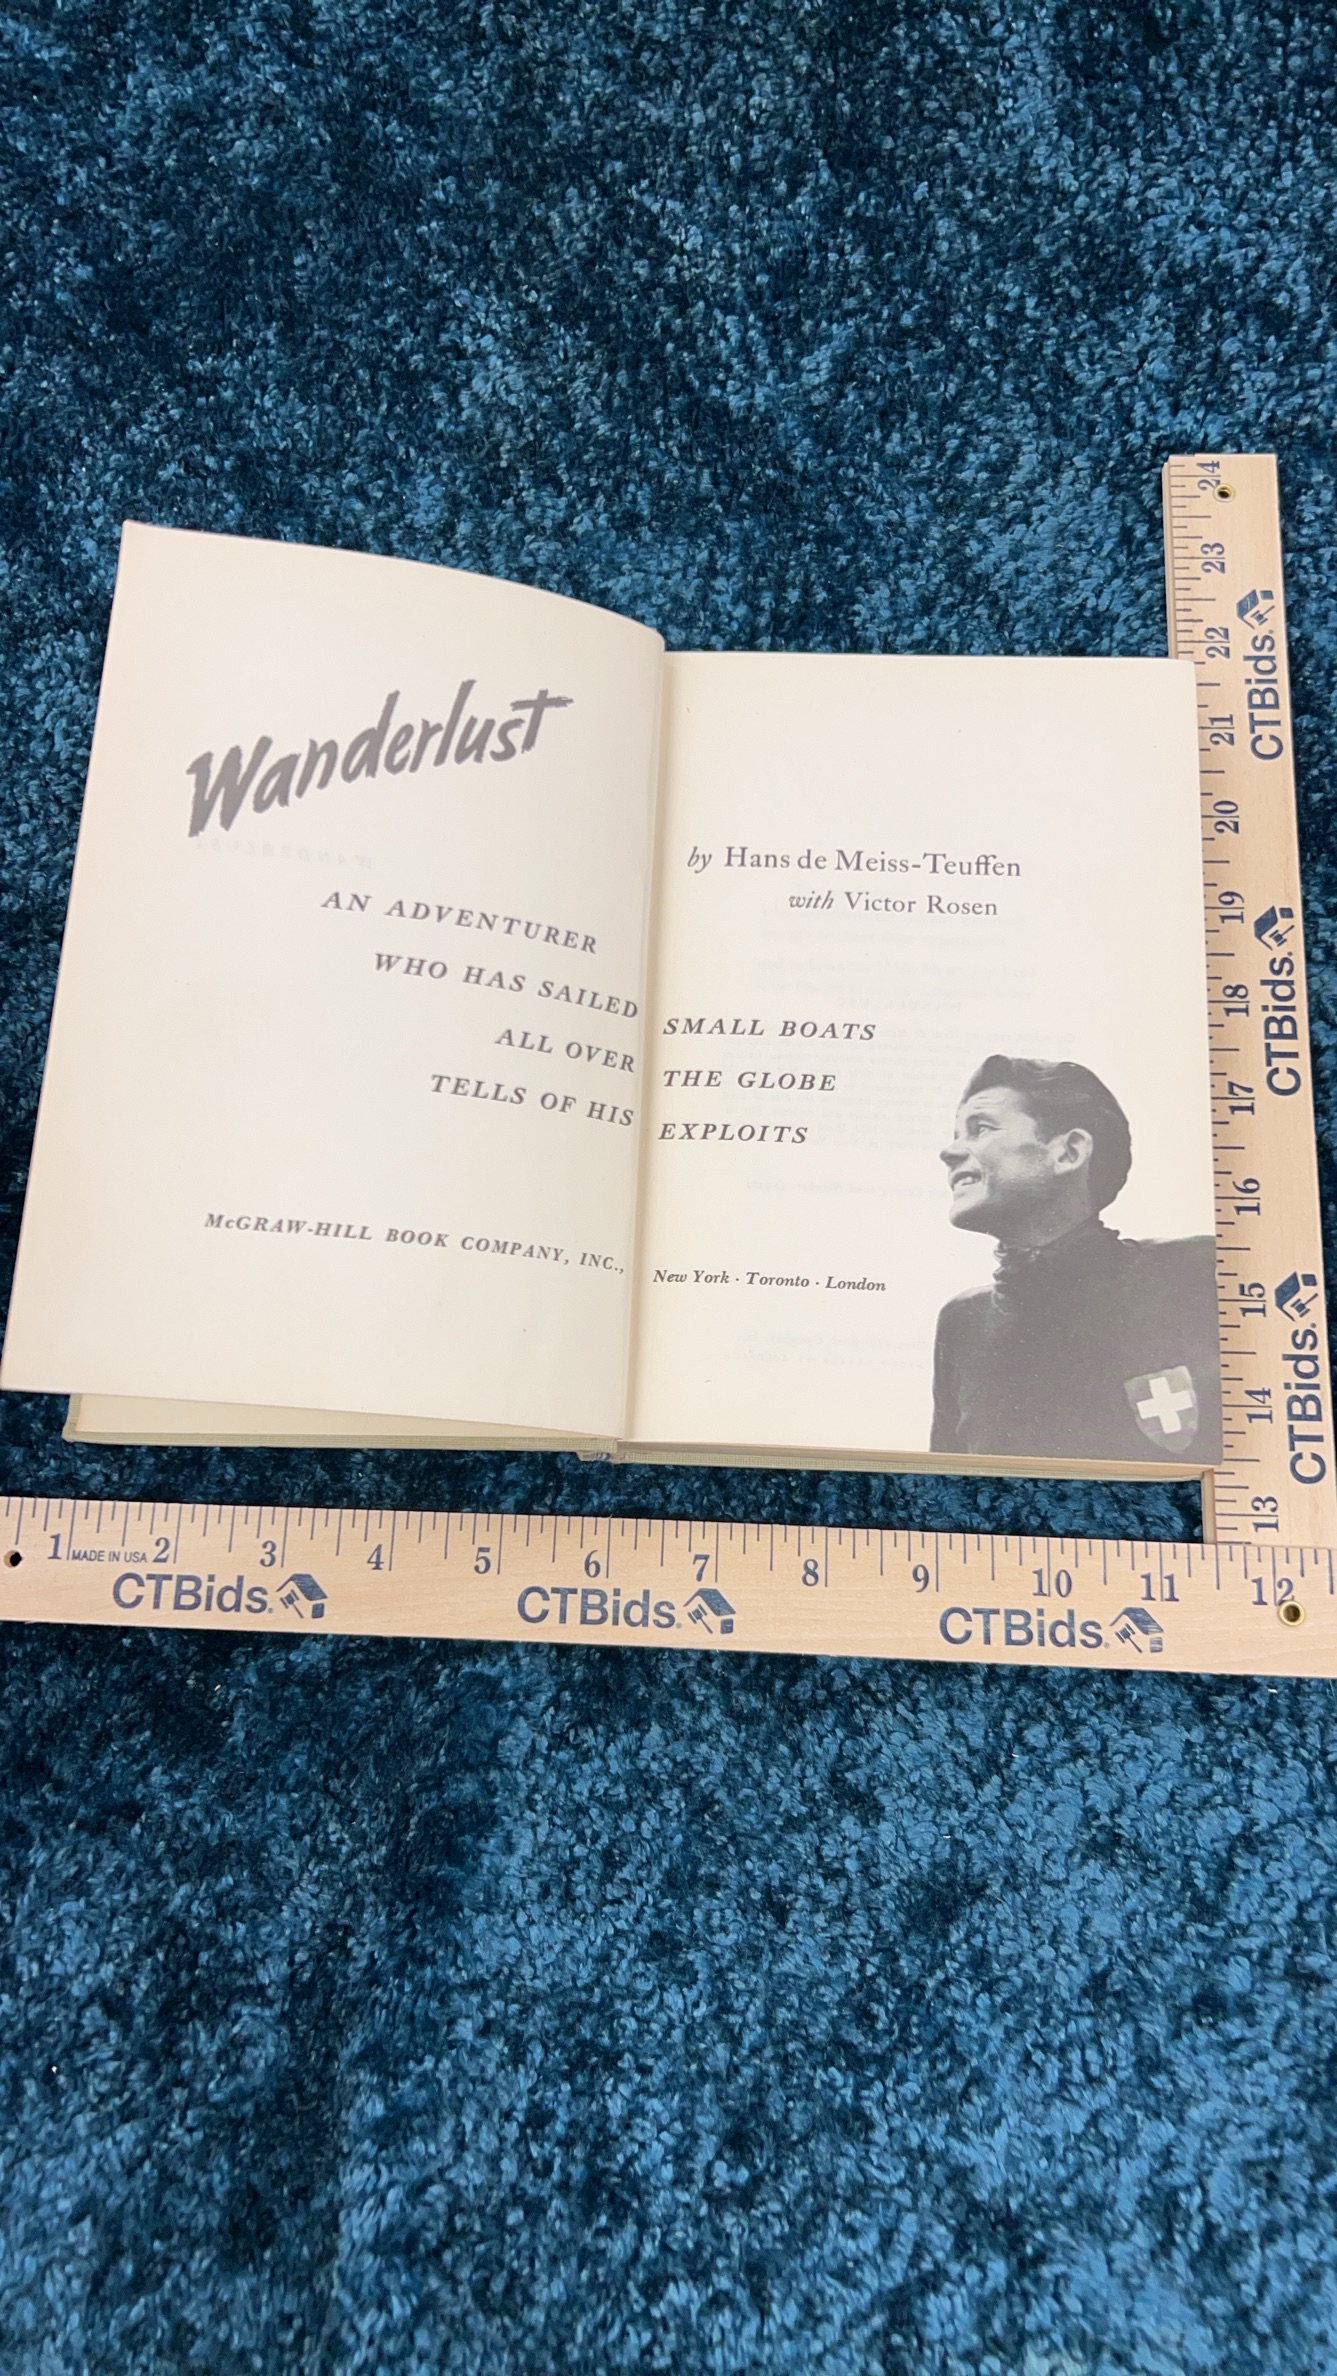 Wanderlust
AN ADVENTURER
WHO HAS SAILED SMALL BOATS
ALL OVER THE GLOBE
TELLS OF HIS EXPLOITS
McGRAW-HILL BOOK COMPANY, INC., New York · Toronto · London
by Hans de Meiss-Teuffen
with Victor Rosen
24
23
22
21
20
19
18
17
16
15
14
13
CTBids.
CTBids.
CTBids.
1 MADE IN USA 2 3 4 5 6 7 8 9 10 11 12
CTBids. CTBids. CTBids.